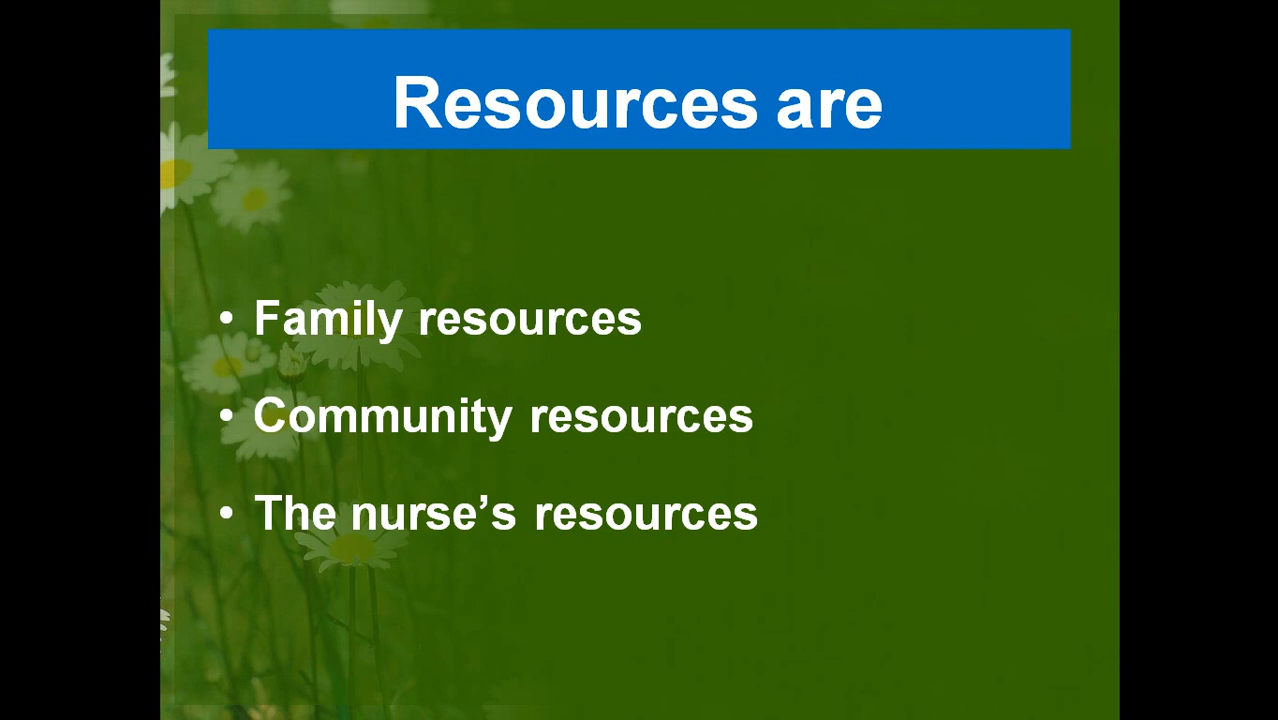 Resources are
• Family resources
• Community resources
• The nurse’s resources